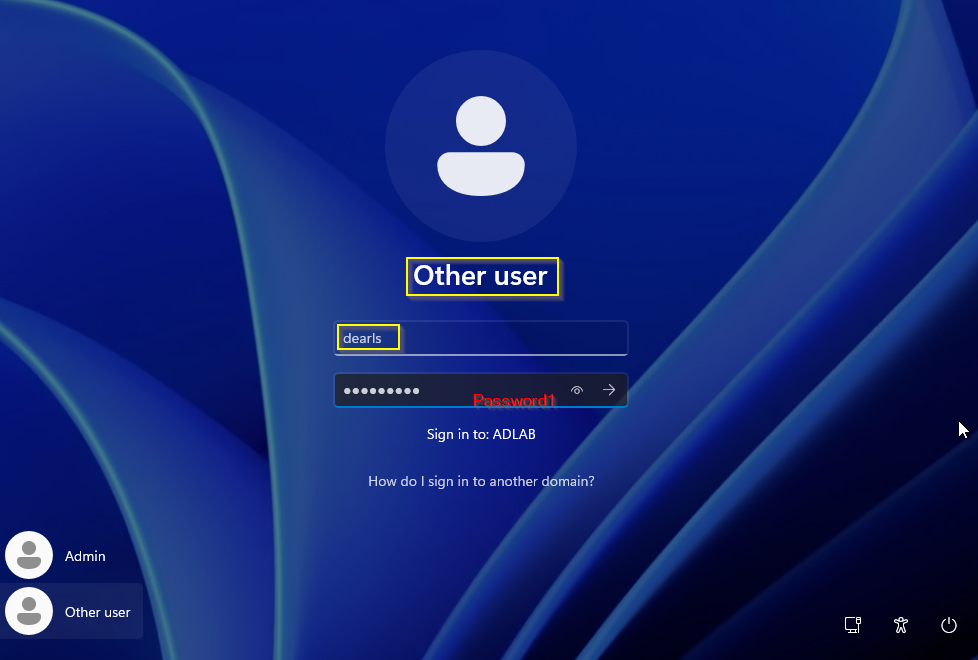 Other user
dearls
Password1
Sign in to: ADLAB
How do I sign in to another domain?
Admin
Other user